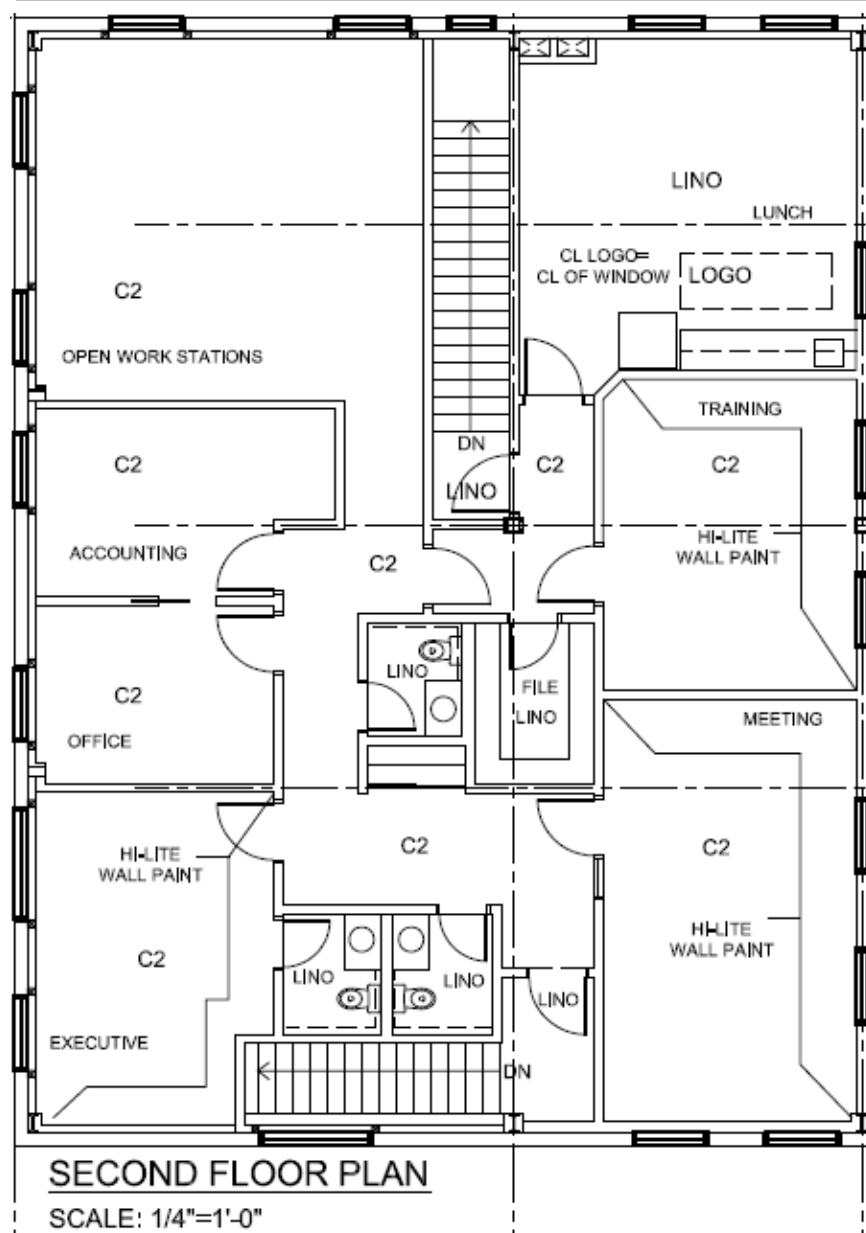 LINO
LUNCH
CL LOGO=
CL OF WINDOW
LOGO
C2
OPEN WORK STATIONS
TRAINING
DN
C2
C2
C2
LINO
HI-LITE
WALL PAINT
ACCOUNTING
C2
LINO
FILE
LINO
C2
OFFICE
MEETING
HI-LITE
WALL PAINT
C2
C2
HI-LITE
WALL PAINT
C2
LINO
LINO
LINO
EXECUTIVE
DN
SECOND FLOOR PLAN
SCALE: 1/4"=1'-0"